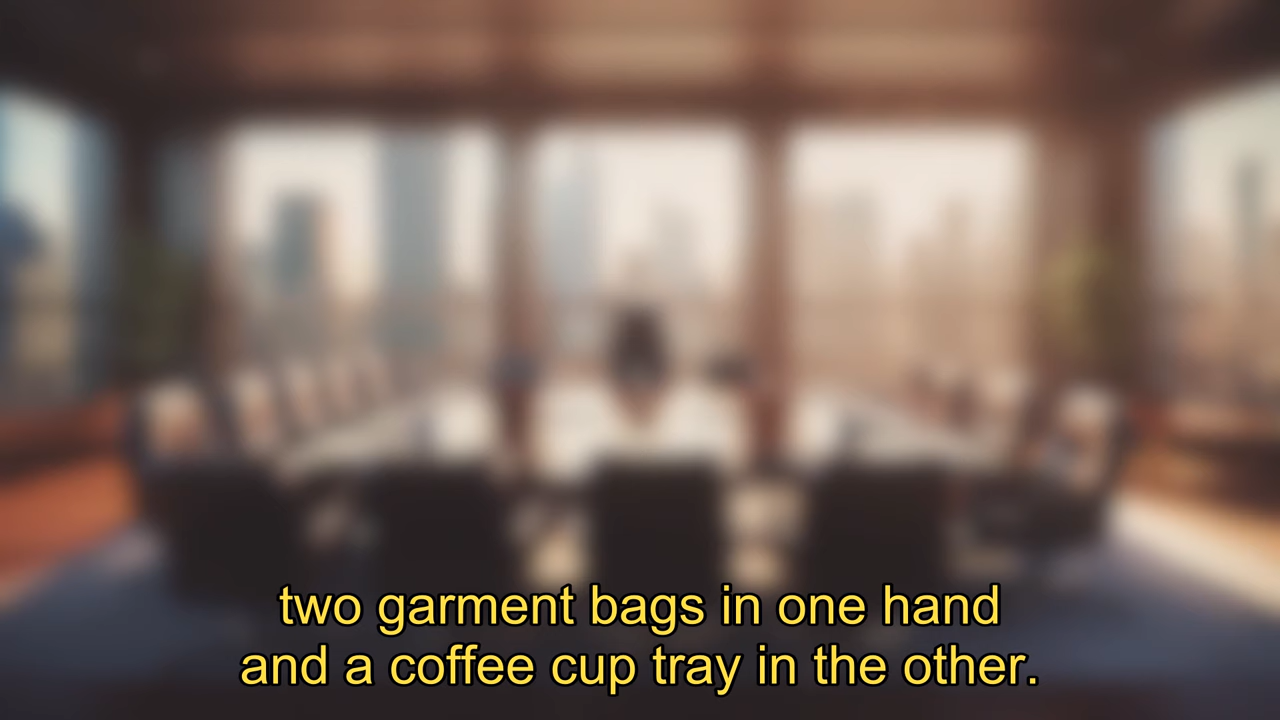 two garment bags in one hand
and a coffee cup tray in the other.